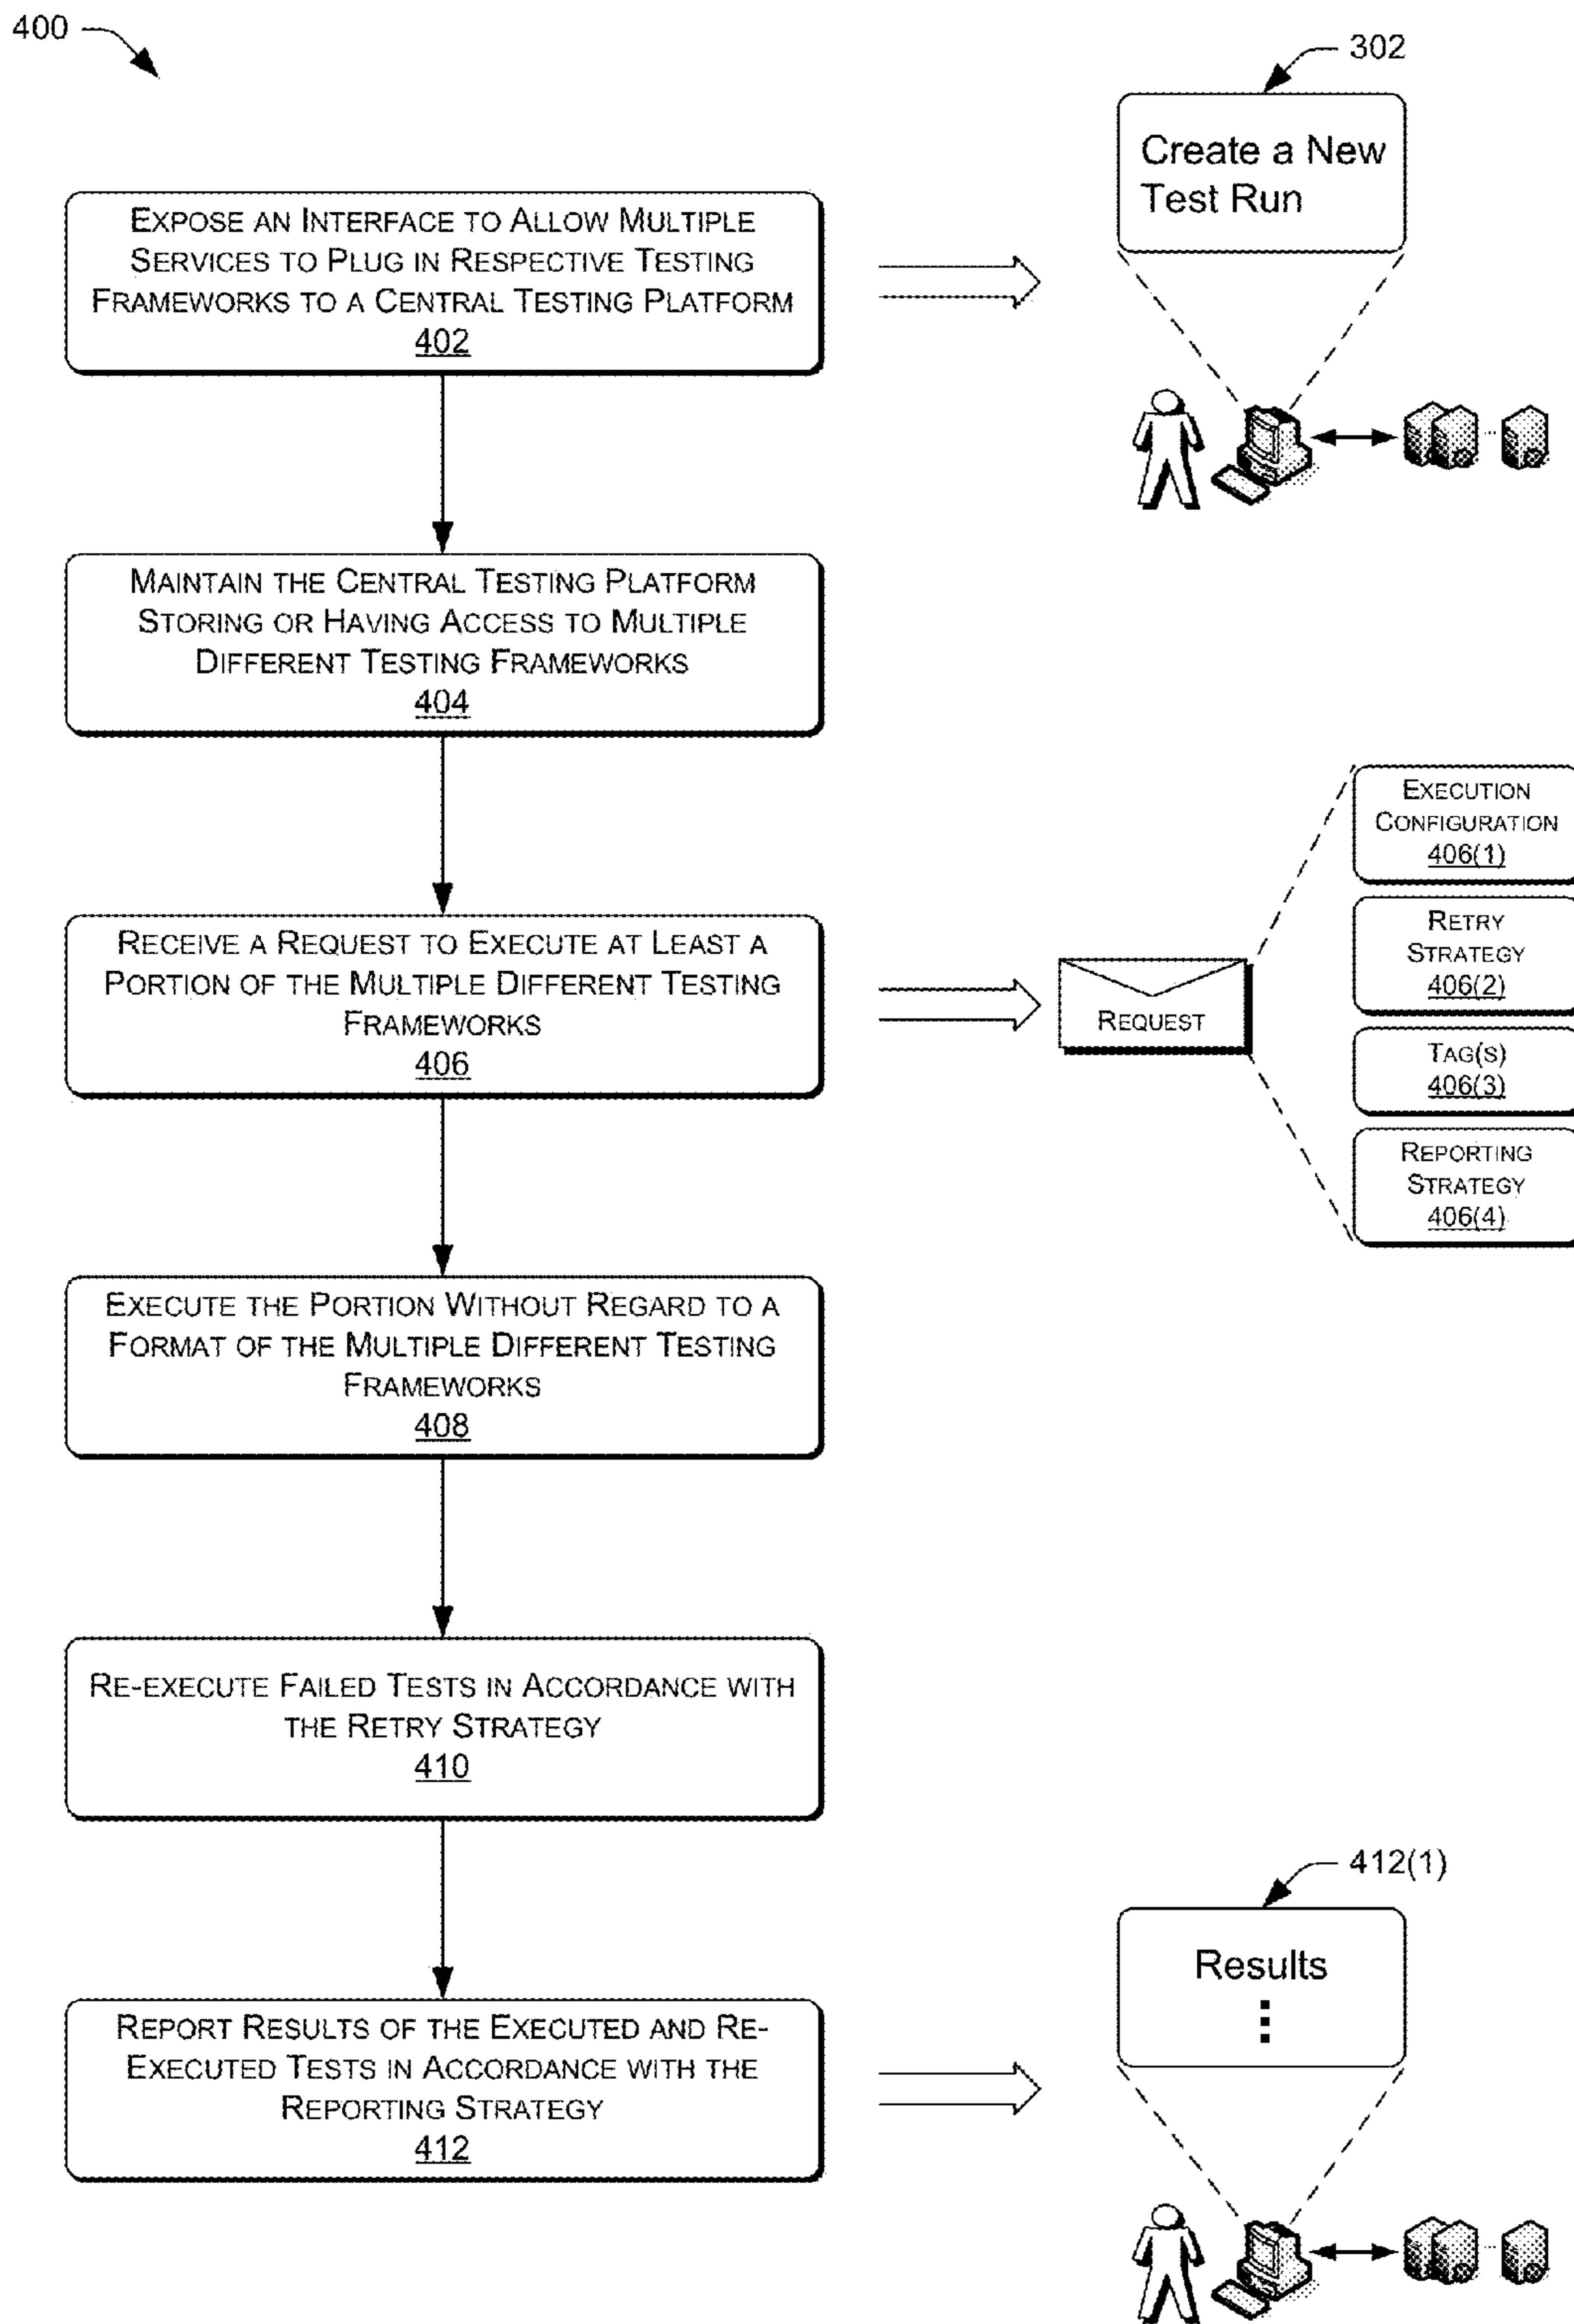 400
302
Create a New
Test Run
EXPOSE AN INTERFACE TO ALLOW MULTIPLE
SERVICES TO PLUG IN RESPECTIVE TESTING
FRAMEWORKS TO A CENTRAL TESTING PLATFORM
402
MAINTAIN THE CENTRAL TESTING PLATFORM
STORING OR HAVING ACCESS TO MULTIPLE
DIFFERENT TESTING FRAMEWORKS
404
RECEIVE A REQUEST TO EXECUTE AT LEAST A
PORTION OF THE MULTIPLE DIFFERENT TESTING
FRAMEWORKS
406
REQUEST
EXECUTION
CONFIGURATION
406(1)
RETRY
STRATEGY
406(2)
TAG(S)
406(3)
REPORTING
STRATEGY
406(4)
EXECUTE THE PORTION WITHOUT REGARD TO A
FORMAT OF THE MULTIPLE DIFFERENT TESTING
FRAMEWORKS
408
RE-EXECUTE FAILED TESTS IN ACCORDANCE WITH
THE RETRY STRATEGY
410
REPORT RESULTS OF THE EXECUTED AND RE-
EXECUTED TESTS IN ACCORDANCE WITH THE
REPORTING STRATEGY
412
412(1)
Results